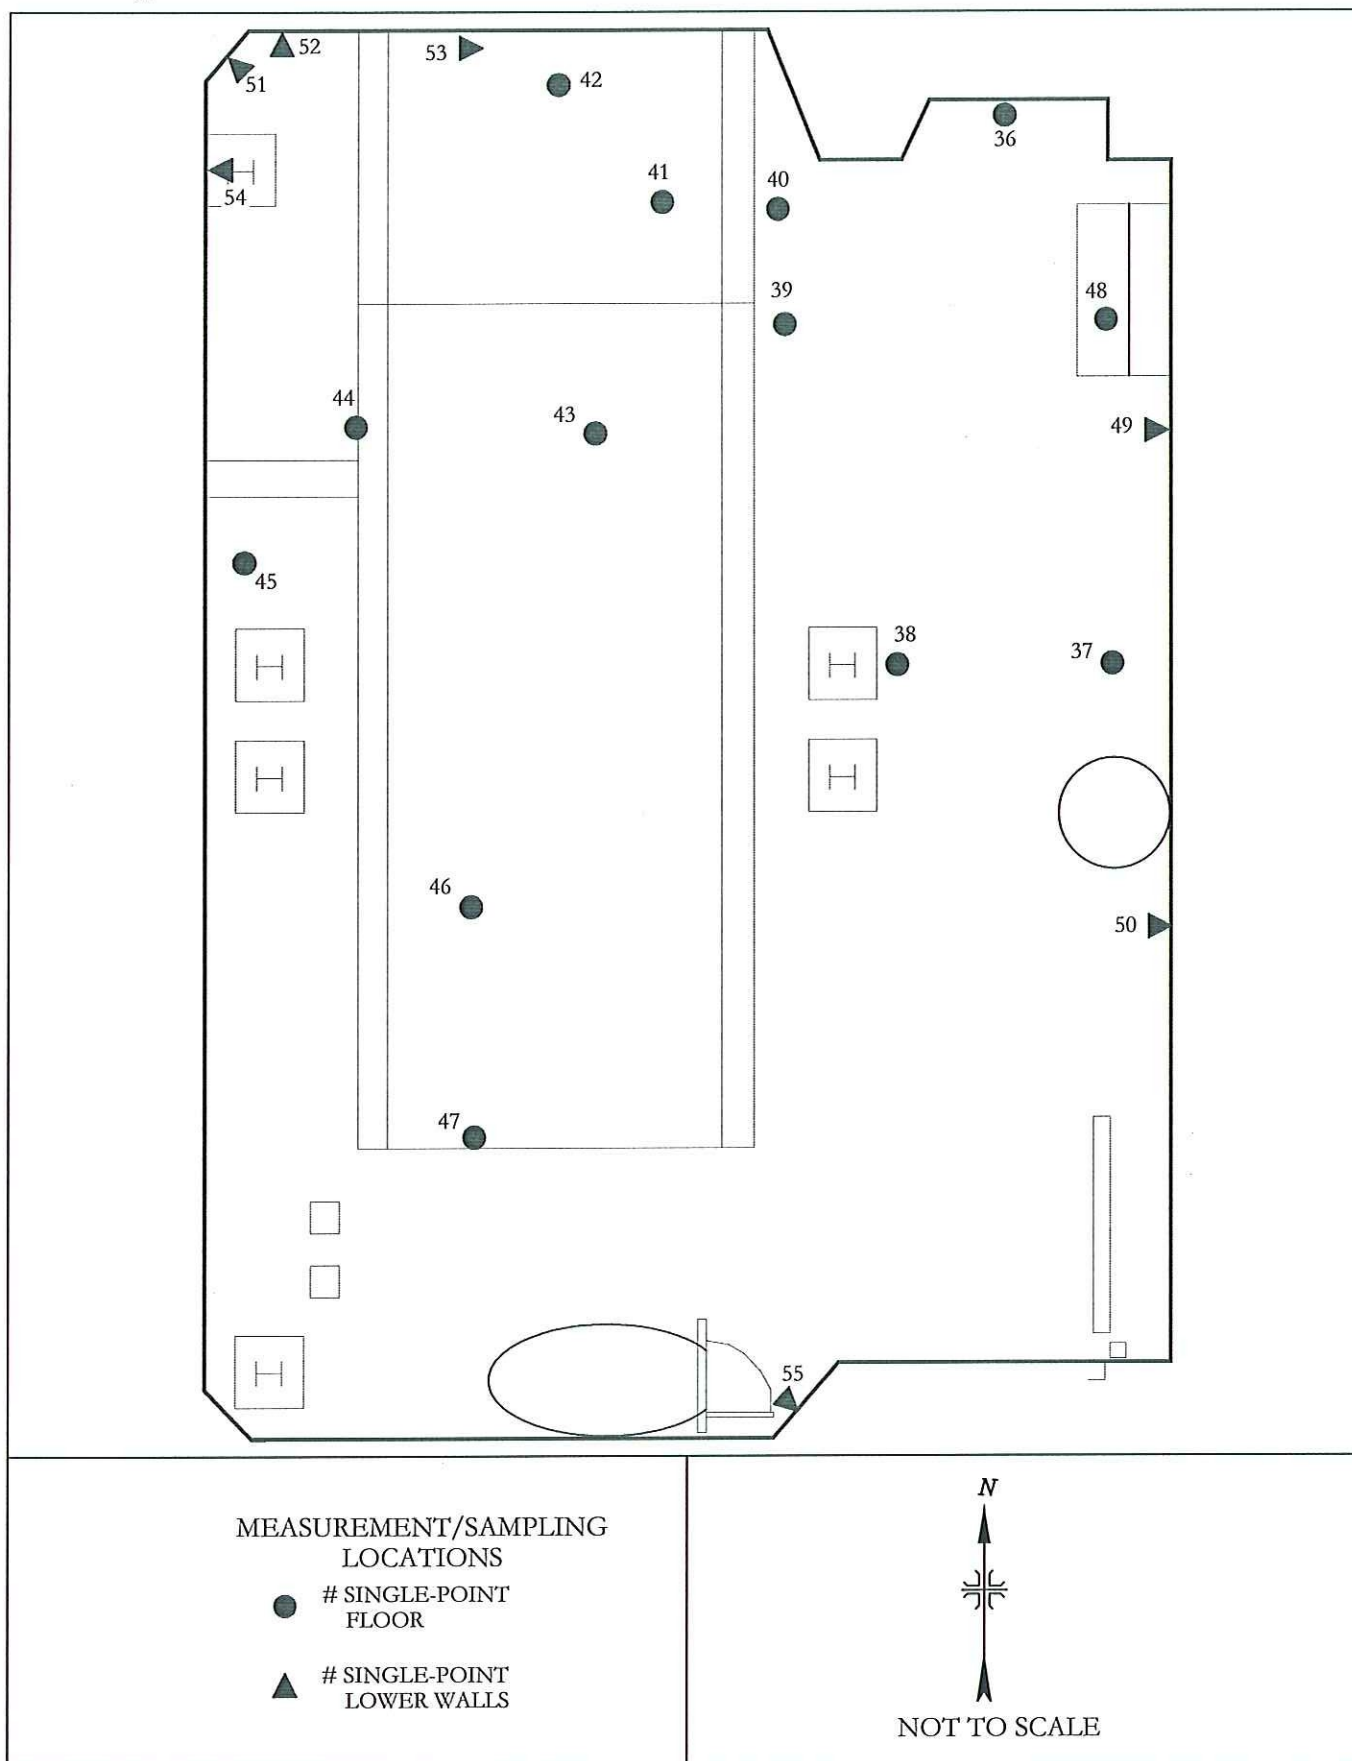 52
53
42
51
36
54
41
40
39
48
44
43
49
45
38
37
46
50
47
55
MEASUREMENT/SAMPLING
LOCATIONS
# SINGLE-POINT
FLOOR
# SINGLE-POINT
LOWER WALLS
N
NOT TO SCALE